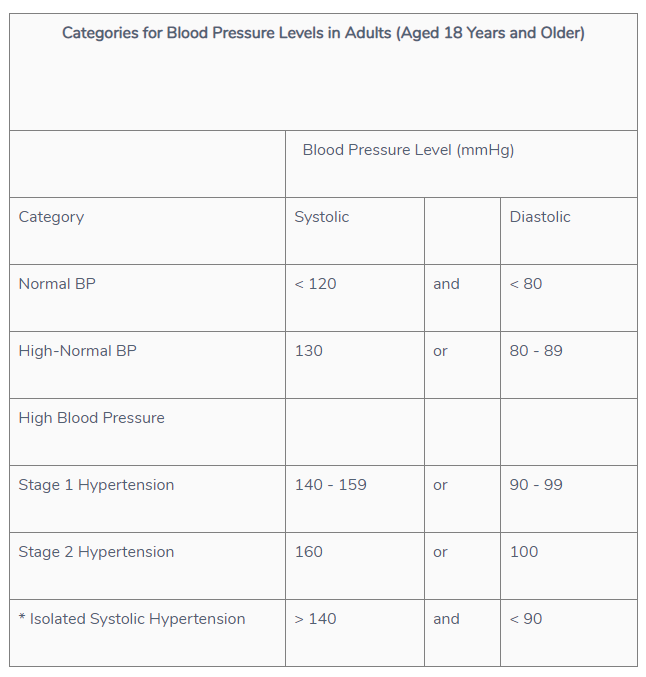 Categories for Blood Pressure Levels in Adults (Aged 18 Years and Older)
Blood Pressure Level (mmHg)
Category Systolic Diastolic
Normal BP < 120 and < 80
High-Normal BP 130 or 80 - 89
High Blood Pressure
Stage 1 Hypertension 140 - 159 or 90 - 99
Stage 2 Hypertension 160 or 100
* Isolated Systolic Hypertension > 140 and < 90